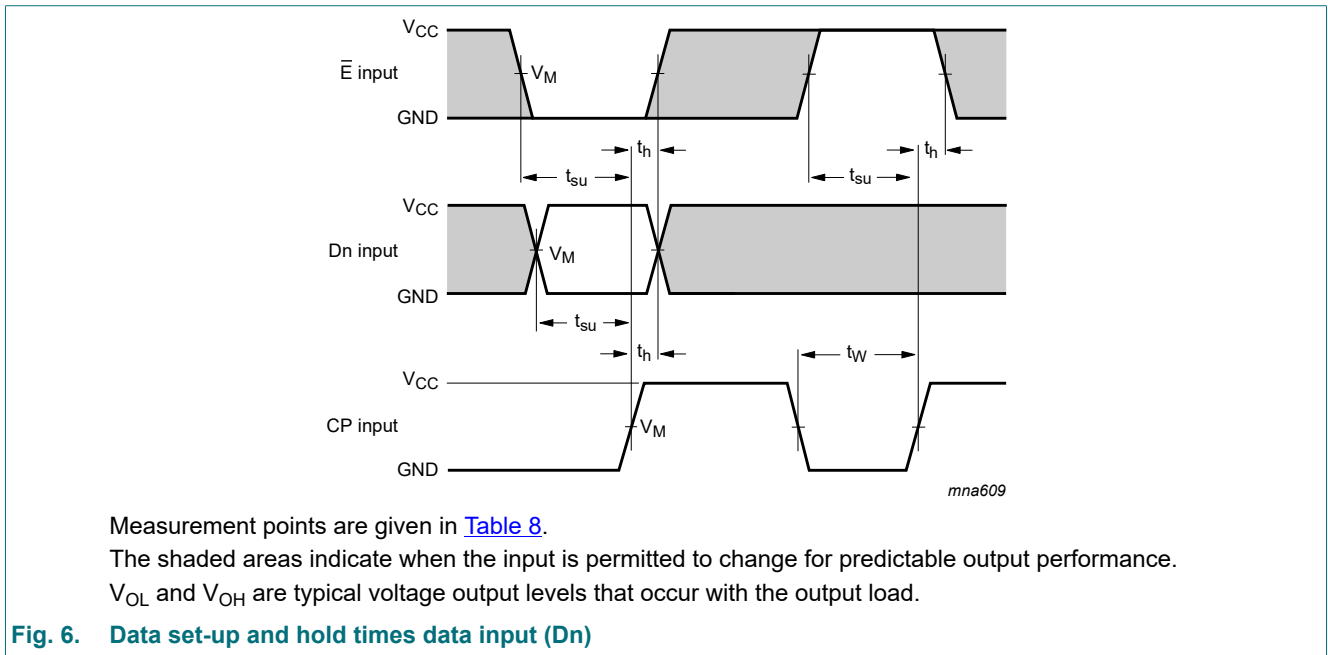 VCC
E̅ input
VM
GND
th
th
tsu
tsu
VCC
Dn input
VM
GND
tsu
th
tW
VCC
CP input
VM
GND
mna609
Measurement points are given in Table 8.
The shaded areas indicate when the input is permitted to change for predictable output performance.
VOL and VOH are typical voltage output levels that occur with the output load.
Fig. 6. Data set-up and hold times data input (Dn)